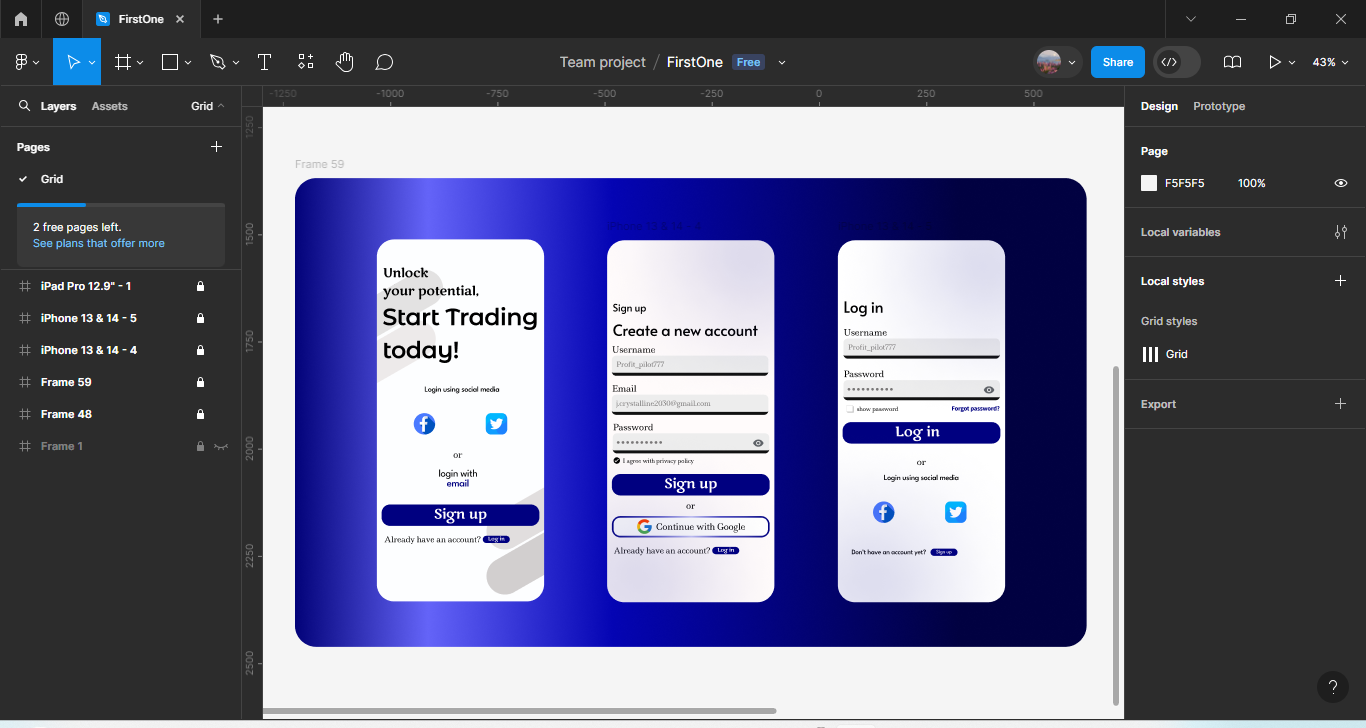 FirstOne
Team project / FirstOne Free
Share
43%
Layers
Assets
Grid
Pages
Grid
2 free pages left.
See plans that offer more
iPad Pro 12.9" - 1
iPhone 13 & 14 - 5
iPhone 13 & 14 - 4
Frame 59
Frame 48
Frame 1
-1250
-1000
-750
-500
-250
0
250
500
1250
1500
1750
2000
2250
2500
Frame 59
Unlock
your potential,
Start Trading
today!
Login using social media
or
login with
email
Sign up
Already have an account? Log in
Sign up
Create a new account
Username
Profit_pilot777
Email
j.crystalline2030@gmail.com
Password
I agree with privacy policy
Sign up
or
Continue with Google
Already have an account? Log in
Log in
Username
Profit_pilot777
Password
show password
Forgot password?
Log in
or
Login using social media
Don't have an account yet? Sign up
Design
Prototype
Page
F5F5F5
100%
Local variables
Local styles
Grid styles
Grid
Export
?